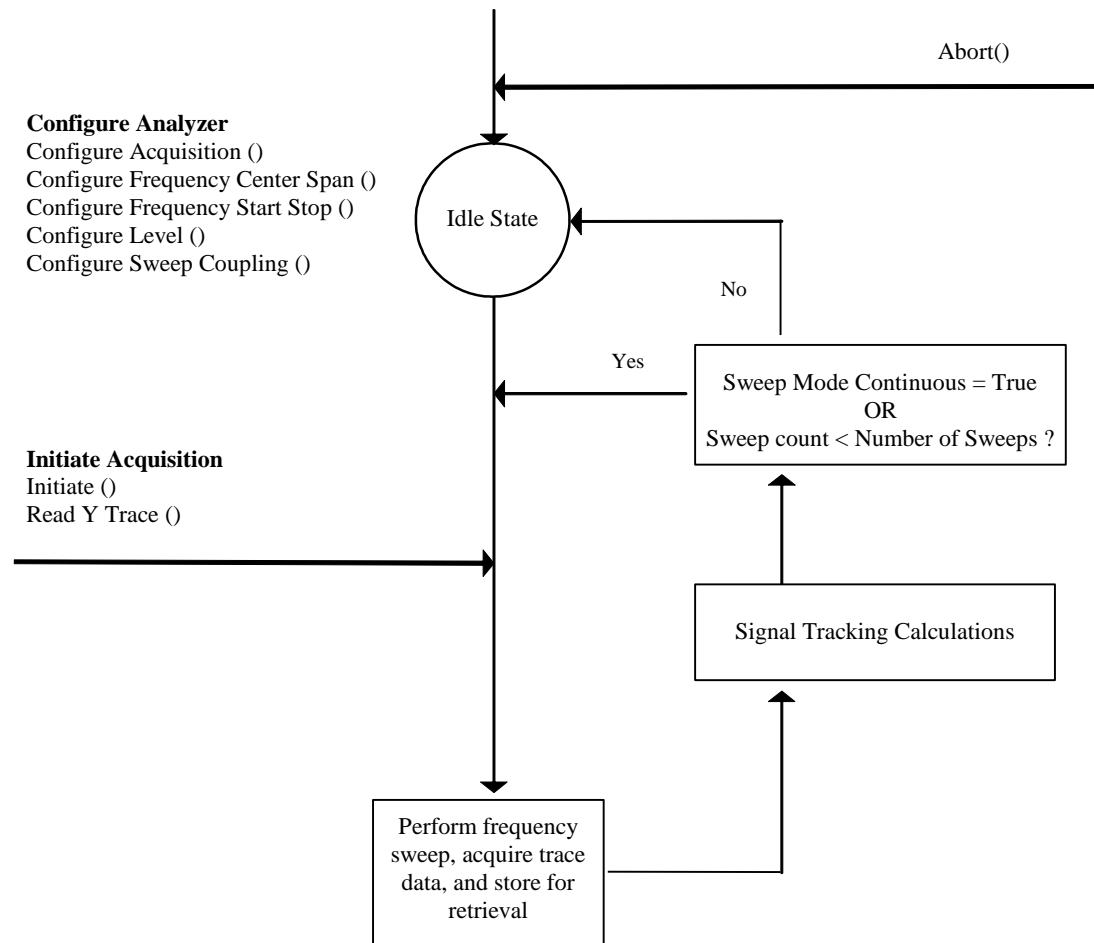 Abort()
Configure Analyzer
Configure Acquisition ()
Configure Frequency Center Span ()
Configure Frequency Start Stop ()
Configure Level ()
Configure Sweep Coupling ()
Idle State
No
Yes
Sweep Mode Continuous = True
OR
Sweep count < Number of Sweeps ?
Initiate Acquisition
Initiate ()
Read Y Trace ()
Signal Tracking Calculations
Perform frequency
sweep, acquire trace
data, and store for
retrieval